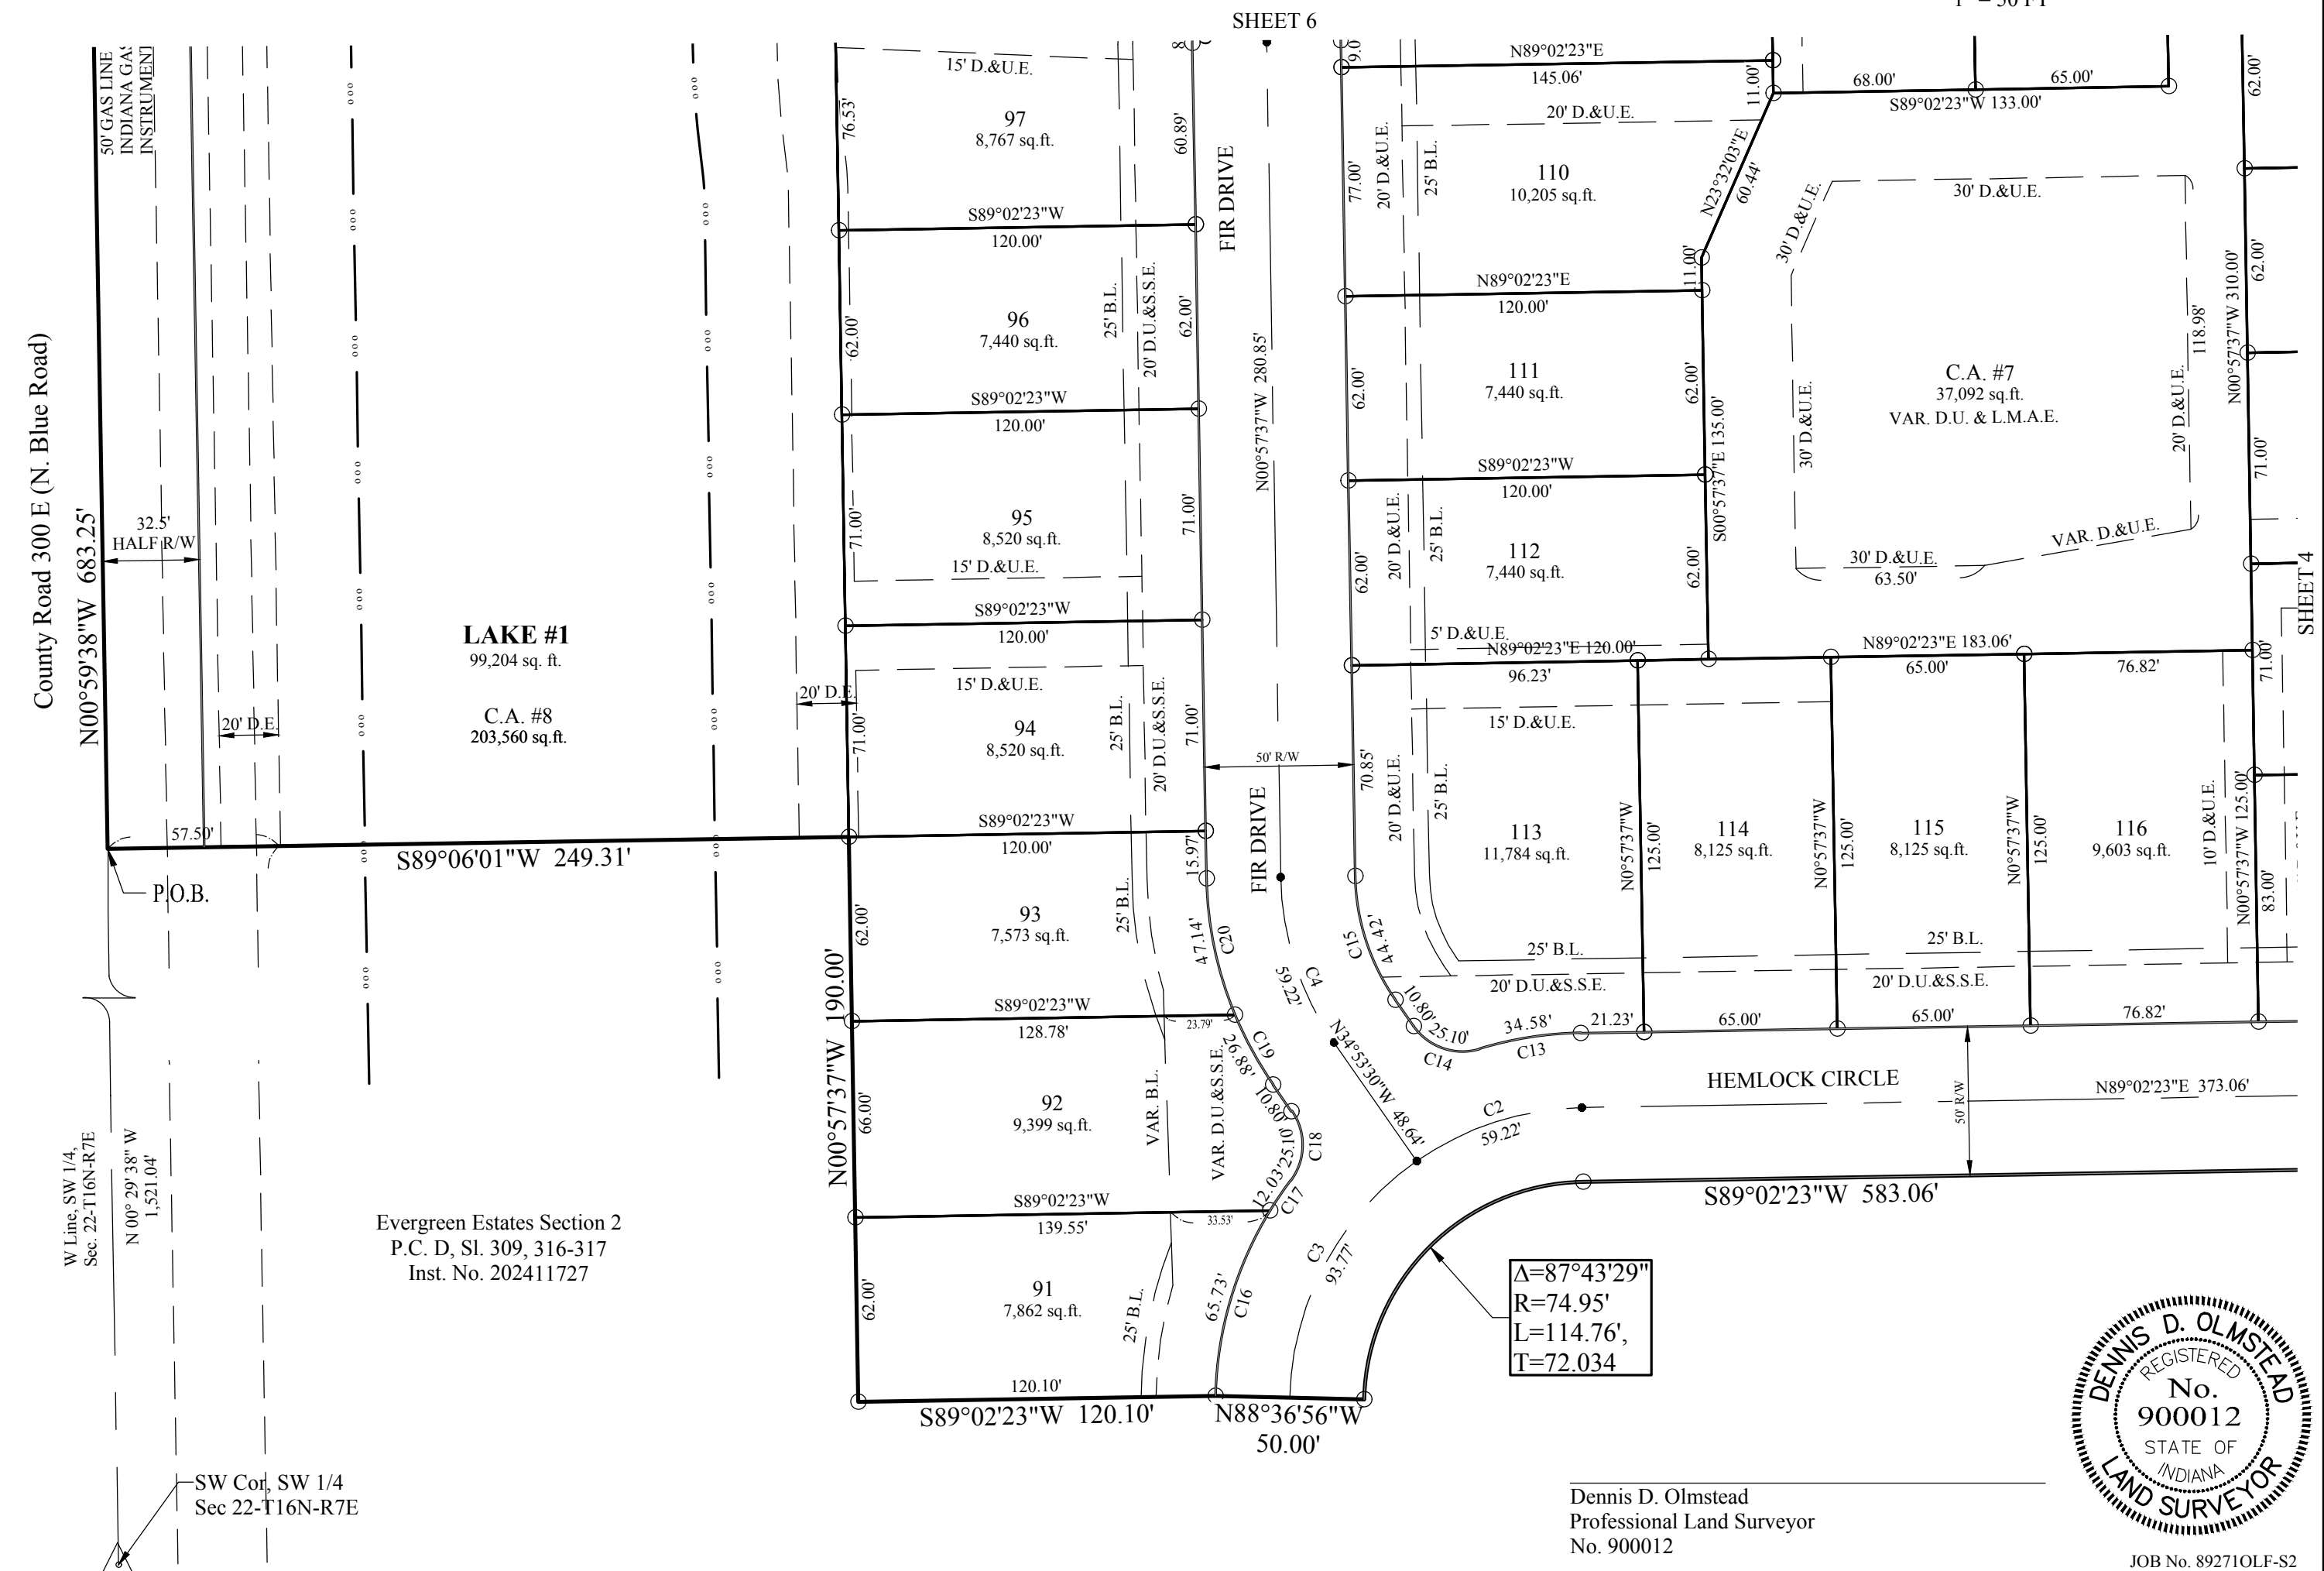 SHEET 6
50' GAS LINE
INDIANA GAS
INSTRUMENT
County Road 300 E (N. Blue Road)
N00°59'38"W 683.25'
32.5'
HALF R/W
20' D.E.
57.50'
P.O.B.
S89°06'01"W 249.31'
LAKE #1
99,204 sq. ft.
C.A. #8
203,560 sq.ft.
20' D.E.
15' D.&U.E.
76.53'
97
8,767 sq.ft.
60.89'
S89°02'23"W
120.00'
62.00'
96
7,440 sq.ft.
25' B.L.
20' D.U.&S.S.E.
62.00'
S89°02'23"W
120.00'
71.00'
95
8,520 sq.ft.
71.00'
15' D.&U.E.
S89°02'23"W
120.00'
15' D.&U.E.
71.00'
94
8,520 sq.ft.
25' B.L.
20' D.U.&S.S.E.
71.00'
S89°02'23"W
120.00'
15.97'
62.00'
93
7,573 sq.ft.
25' B.L.
47.14'
C20
S89°02'23"W
128.78'
23.79'
N00°57'37"W 190.00'
66.00'
92
9,399 sq.ft.
VAR. B.L.
VAR. D.U.&S.S.E.
C19
26.88'
10.80'
25.10'
C18
12.03'
C17
S89°02'23"W
139.55'
33.53'
62.00'
91
7,862 sq.ft.
25' B.L.
65.73'
C16
120.10'
S89°02'23"W 120.10'
N88°36'56"W
50.00'
FIR DRIVE
N00°57'37"W 280.85'
50' R/W
FIR DRIVE
C4
59.22'
N34°53'30"W 48.64'
C3
93.77'
C2
59.22'
N89°02'23"E
145.06'
11.00'
68.00'
65.00'
S89°02'23"W 133.00'
62.00'
77.00'
20' D.&U.E.
25' B.L.
20' D.&U.E.
110
10,205 sq.ft.
N23°32'03"E
60.44'
11.00'
N89°02'23"E
120.00'
62.00'
111
7,440 sq.ft.
62.00'
S89°02'23"W
120.00'
S00°57'37"E 135.00'
62.00'
20' D.&U.E.
25' B.L.
112
7,440 sq.ft.
62.00'
5' D.&U.E.
N89°02'23"E 120.00'
96.23'
30' D.&U.E.
30' D.&U.E.
30' D.&U.E.
118.98'
20' D.&U.E.
C.A. #7
37,092 sq.ft.
VAR. D.U. & L.M.A.E.
30' D.&U.E.
63.50'
VAR. D.&U.E.
N00°57'37"W 310.00'
62.00'
71.00'
71.00'
SHEET 4
N89°02'23"E 183.06'
65.00'
76.82'
15' D.&U.E.
70.85'
20' D.&U.E.
25' B.L.
113
11,784 sq.ft.
N0°57'37"W
125.00'
114
8,125 sq.ft.
N0°57'37"W
125.00'
115
8,125 sq.ft.
N0°57'37"W
125.00'
116
9,603 sq.ft.
10' D.&U.E.
N00°57'37"W 125.00'
83.00'
25' B.L.
25' B.L.
20' D.U.&S.S.E.
20' D.U.&S.S.E.
C15
44.42'
10.80'
25.10'
C14
34.58'
C13
21.23'
65.00'
65.00'
76.82'
HEMLOCK CIRCLE
50' R/W
N89°02'23"E 373.06'
S89°02'23"W 583.06'
Δ=87°43'29"
R=74.95'
L=114.76',
T=72.034
W Line, SW 1/4,
Sec. 22-T16N-R7E
N 00° 29' 38" W
1,521.04'
Evergreen Estates Section 2
P.C. D, Sl. 309, 316-317
Inst. No. 202411727
SW Cor, SW 1/4
Sec 22-T16N-R7E
Dennis D. Olmstead
Professional Land Surveyor
No. 900012
DENNIS D. OLMSTEAD
REGISTERED
No.
900012
STATE OF
INDIANA
LAND SURVEYOR
JOB No. 89271OLF-S2